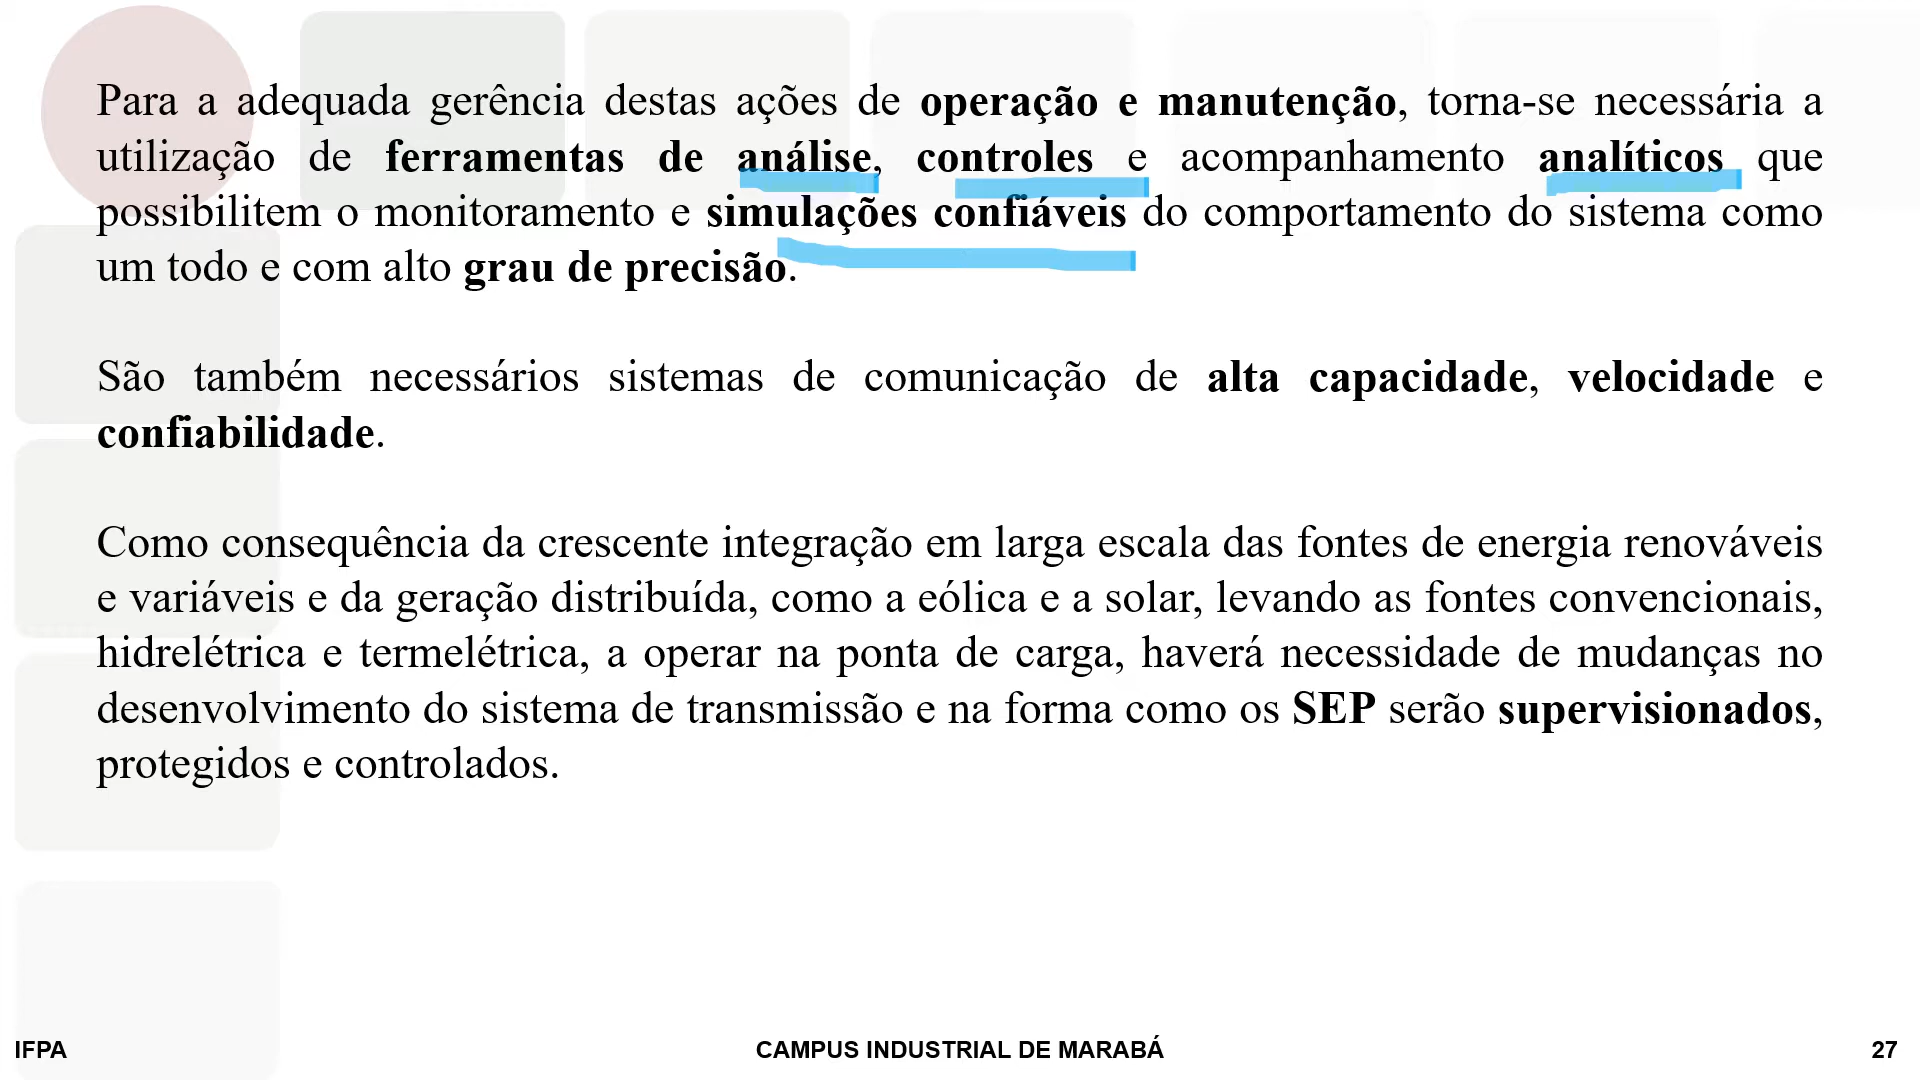 Para a adequada gerência destas ações de operação e manutenção, torna-se necessária a
utilização de ferramentas de análise, controles e acompanhamento analíticos que
possibilitem o monitoramento e simulações confiáveis do comportamento do sistema como
um todo e com alto grau de precisão.
São também necessários sistemas de comunicação de alta capacidade, velocidade e
confiabilidade.
Como consequência da crescente integração em larga escala das fontes de energia renováveis
e variáveis e da geração distribuída, como a eólica e a solar, levando as fontes convencionais,
hidrelétrica e termelétrica, a operar na ponta de carga, haverá necessidade de mudanças no
desenvolvimento do sistema de transmissão e na forma como os SEP serão supervisionados,
protegidos e controlados.
IFPA
CAMPUS INDUSTRIAL DE MARABÁ
27